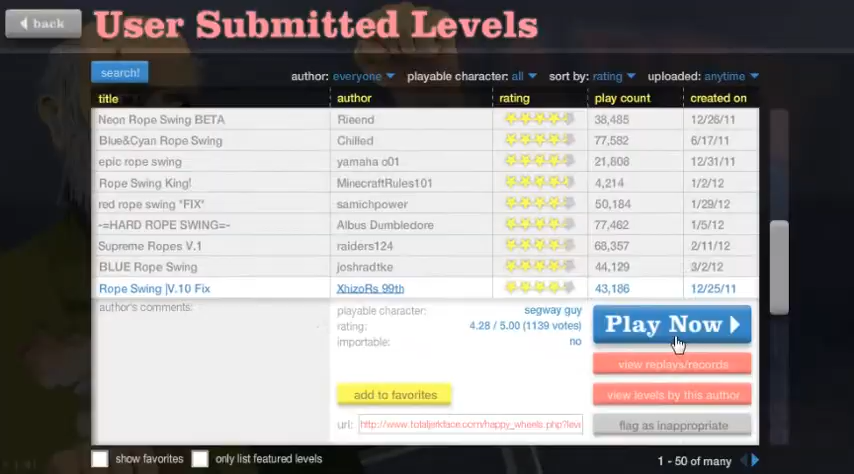 back
User Submitted Levels
search!
author: everyone playable character: all sort by: rating uploaded: anytime
title author rating play count created on
Neon Rope Swing BETA Rieend 38,485 12/26/11
Blue&Cyan Rope Swing Chilled 77,582 6/17/11
epic rope swing yamaha o01 21,808 12/31/11
Rope Swing King! MinecraftRules101 4,214 1/2/12
red rope swing *FIX* samichpower 50,184 1/29/12
-=HARD ROPE SWING=- Albus Dumbledore 77,462 1/5/12
Supreme Ropes V.1 raiders124 68,357 2/11/12
BLUE Rope Swing joshradtke 44,129 3/2/12
Rope Swing |V.10 Fix XhizoRs 99th 43,186 12/25/11
author's comments:
playable character: segway guy
rating: 4.28 / 5.00 (1139 votes)
importable: no
Play Now
view replays/records
add to favorites
view levels by this author
url: http://www.totaljerkface.com/happy_wheels.php?leve
flag as inappropriate
show favorites only list featured levels
1 - 50 of many